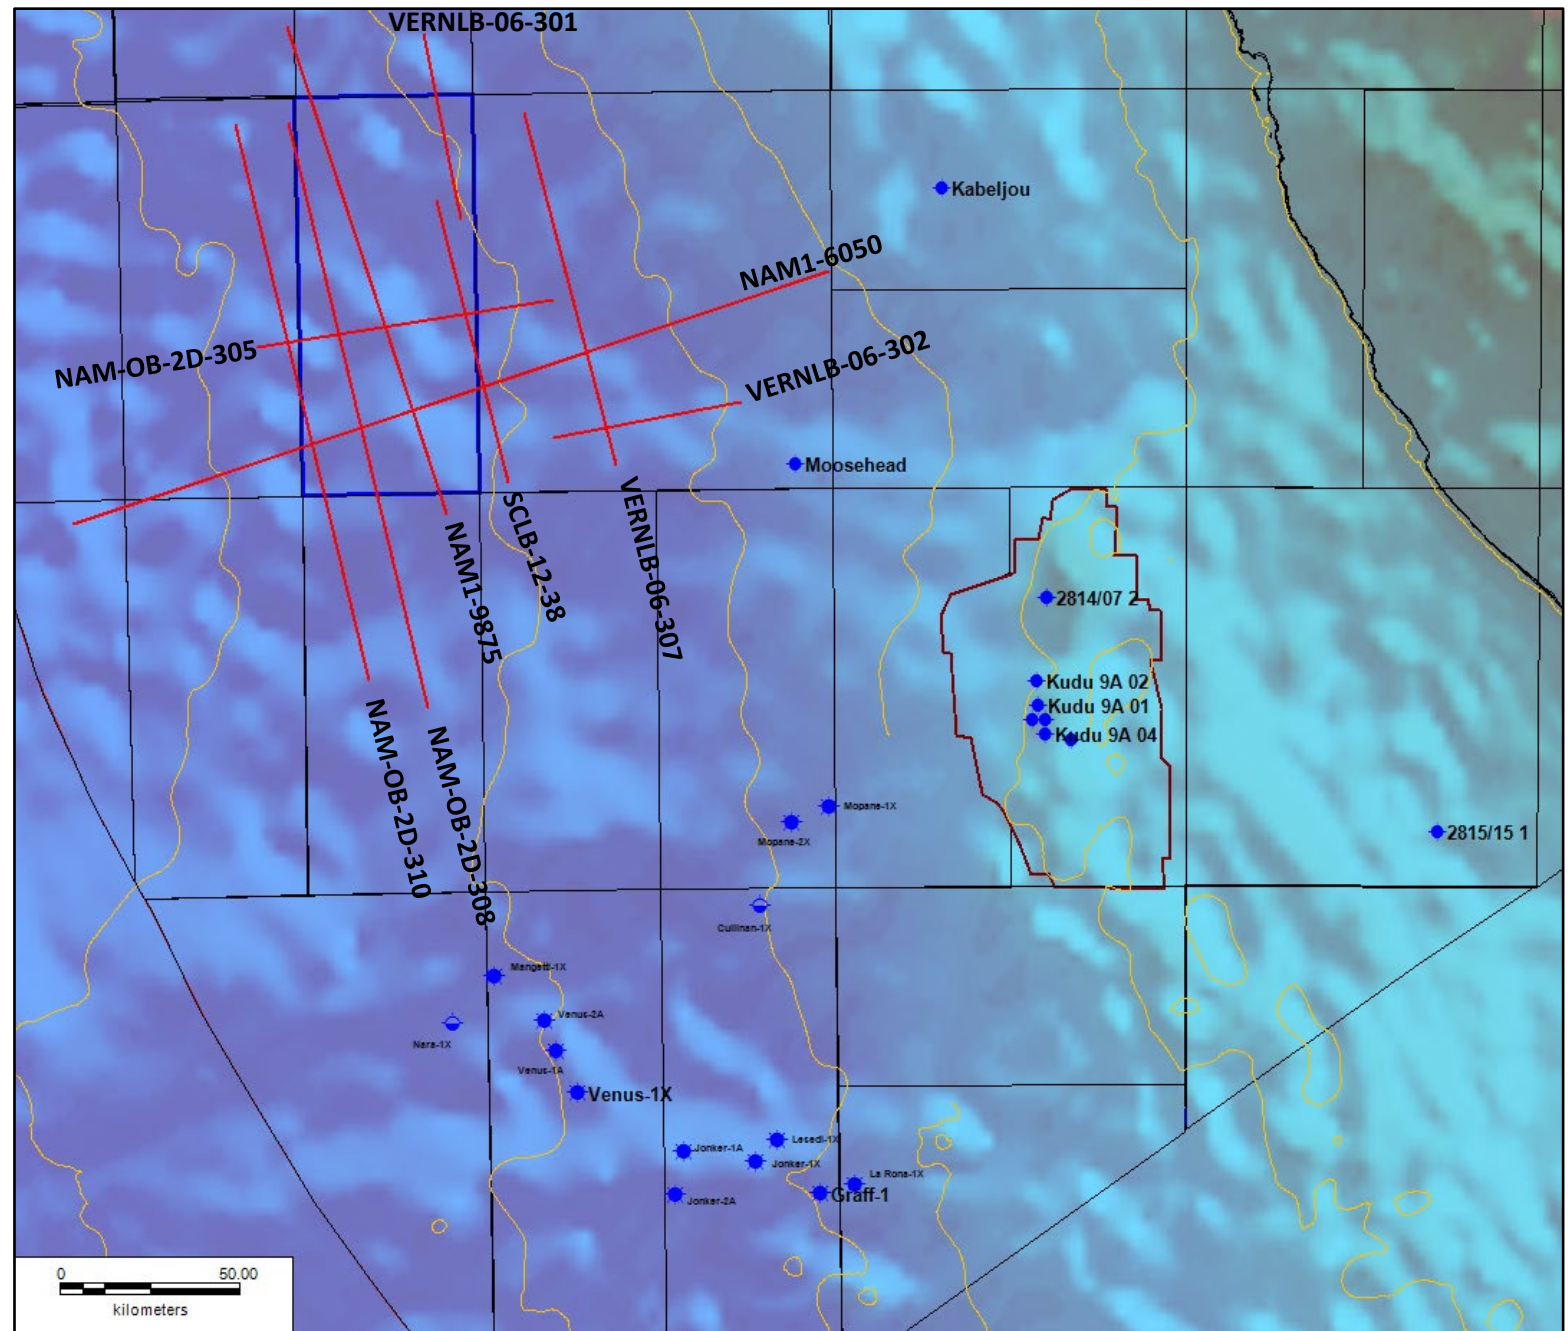 VERNLB-06-301
Kabeljou
NAM1-6050
NAM-OB-2D-305
VERNLB-06-302
Moosehead
SCLB-12-38
VERNLB-06-307
NAM1-9875
2814/07 2
Kudu 9A 02
Kudu 9A 01
Kudu 9A 04
NAM-OB-2D-310
NAM-OB-2D-308
Mopane-1X
Mopane-2X
2815/15 1
Cullinan-1X
Mangetti-1X
Venus-2A
Nara-1X
Venus-1A
Venus-1X
Lesedi-1X
Jonker-1A
Jonker-1X
La Rona-1X
Jonker-2A
Graff-1
0 50.00
kilometers